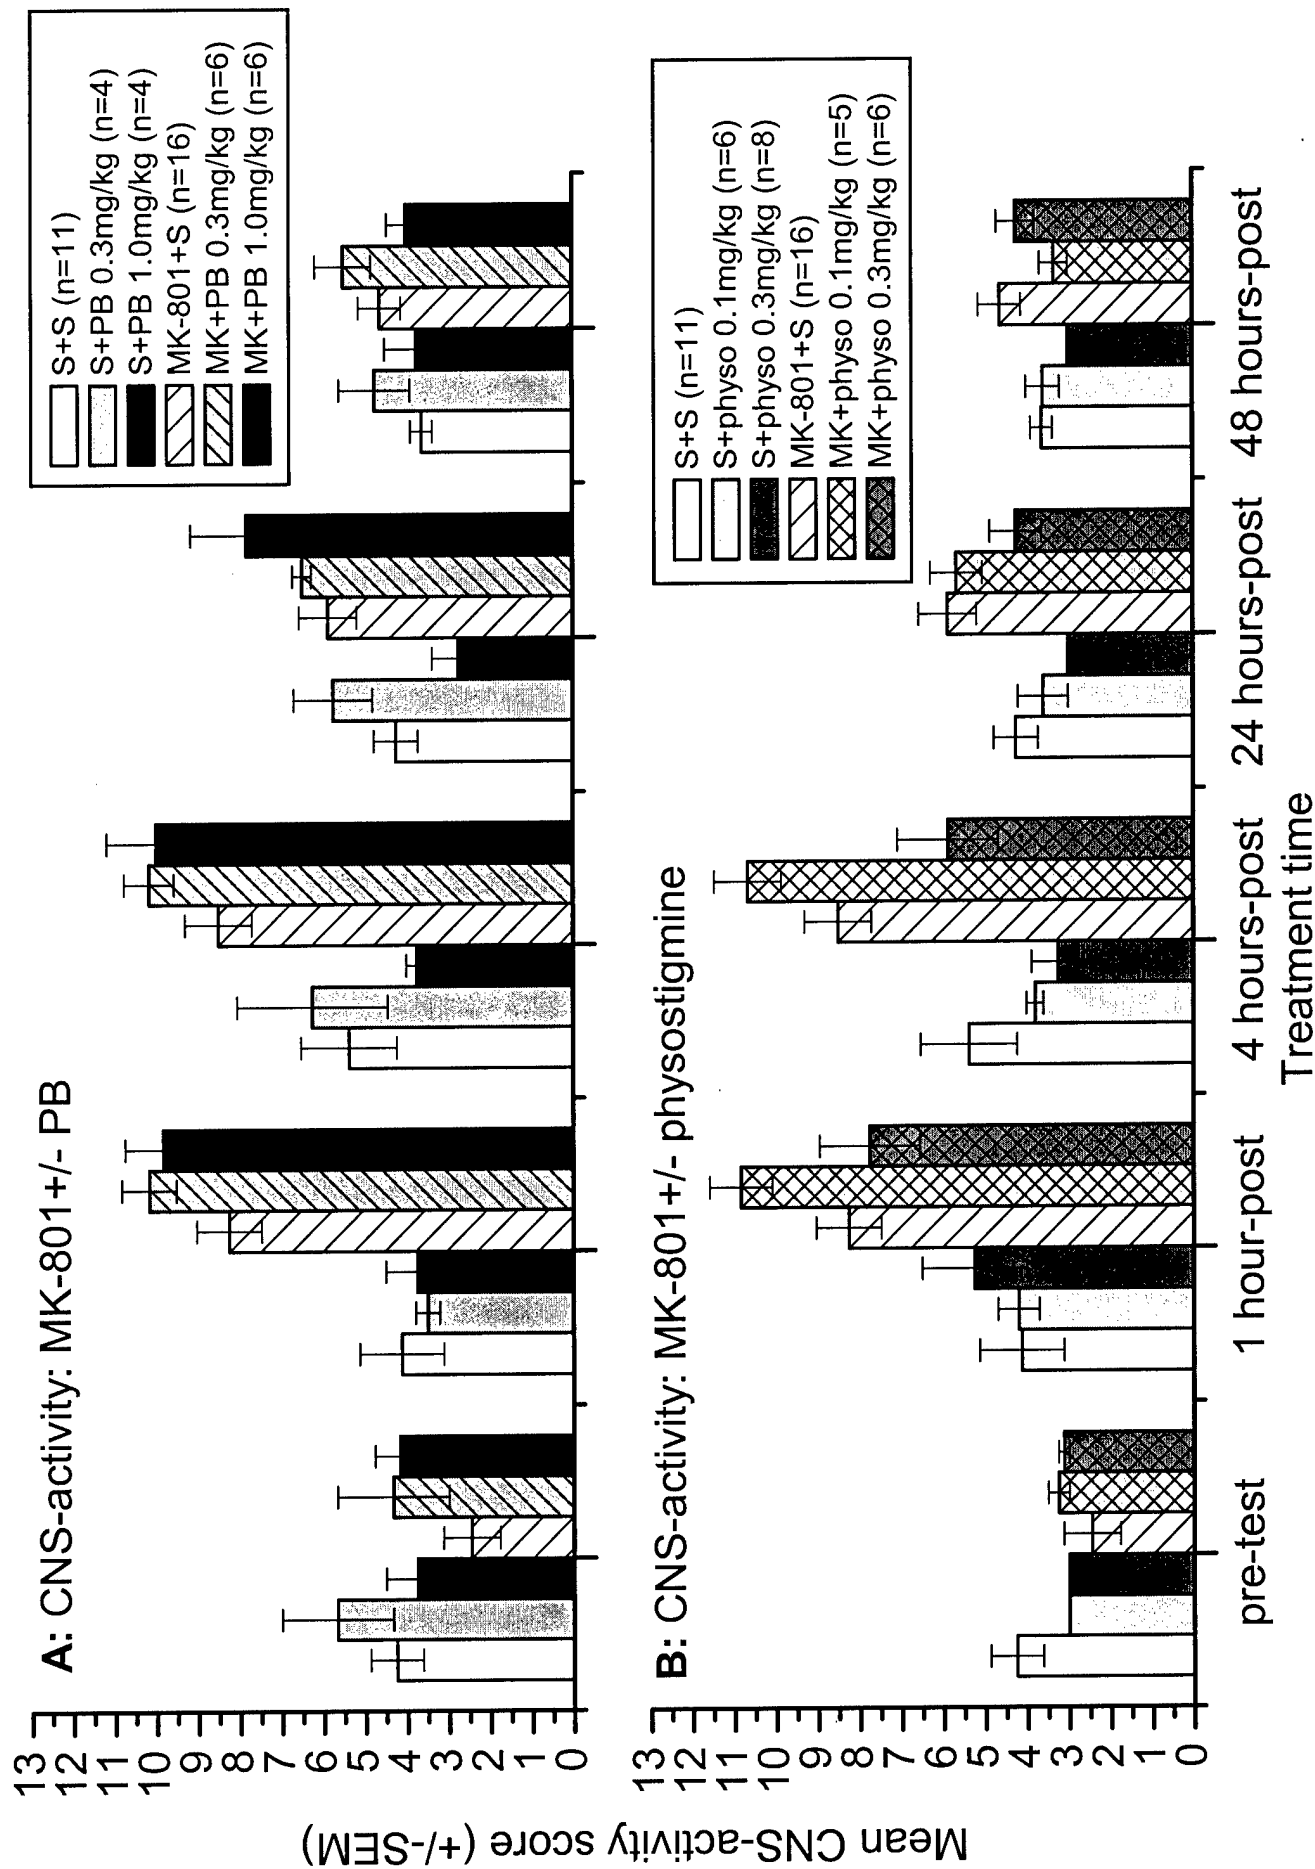 A: CNS-activity: MK-801+/- PB
S+S (n=11)
S+PB 0.3mg/kg (n=4)
S+PB 1.0mg/kg (n=4)
MK-801+S (n=16)
MK+PB 0.3mg/kg (n=6)
MK+PB 1.0mg/kg (n=6)
13
12
11
10
9
8
7
6
5
4
3
2
1
0
Mean CNS-activity score (+/-SEM)
B: CNS-activity: MK-801+/- physostigmine
S+S (n=11)
S+physo 0.1mg/kg (n=6)
S+physo 0.3mg/kg (n=8)
MK-801+S (n=16)
MK+physo 0.1mg/kg (n=5)
MK+physo 0.3mg/kg (n=6)
13
12
11
10
9
8
7
6
5
4
3
2
1
0
pre-test
1 hour-post
4 hours-post
24 hours-post
48 hours-post
Treatment time